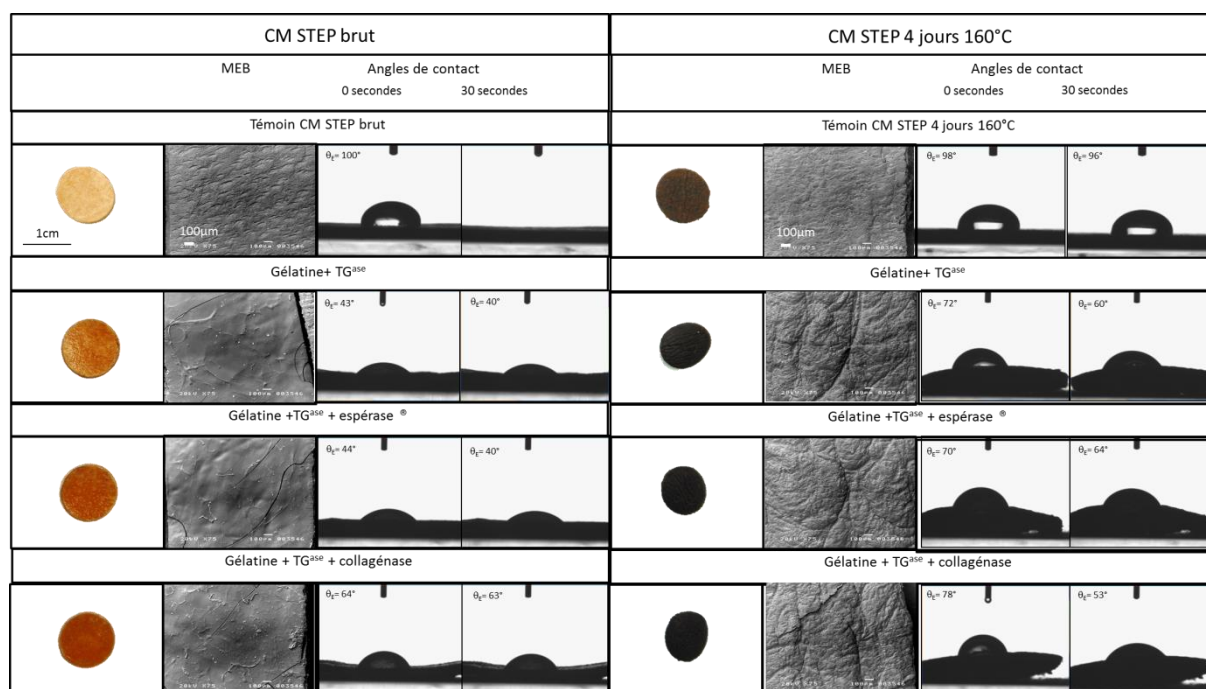 CM STEP brut
CM STEP 4 jours 160°C
MEB Angles de contact
0 secondes 30 secondes
MEB Angles de contact
0 secondes 30 secondes
Témoin CM STEP brut
Témoin CM STEP 4 jours 160°C
1cm
100µm
θE= 100°
100µm
θE= 98°
θE= 96°
Gélatine+ TGase
Gélatine+ TGase
θE= 43°
θE= 40°
θE= 72°
θE= 60°
Gélatine +TGase + espérase ®
Gélatine +TGase + espérase ®
θE= 44°
θE= 40°
θE= 70°
θE= 64°
Gélatine + TGase + collagénase
Gélatine + TGase + collagénase
θE= 64°
θE= 63°
θE= 78°
θE= 53°